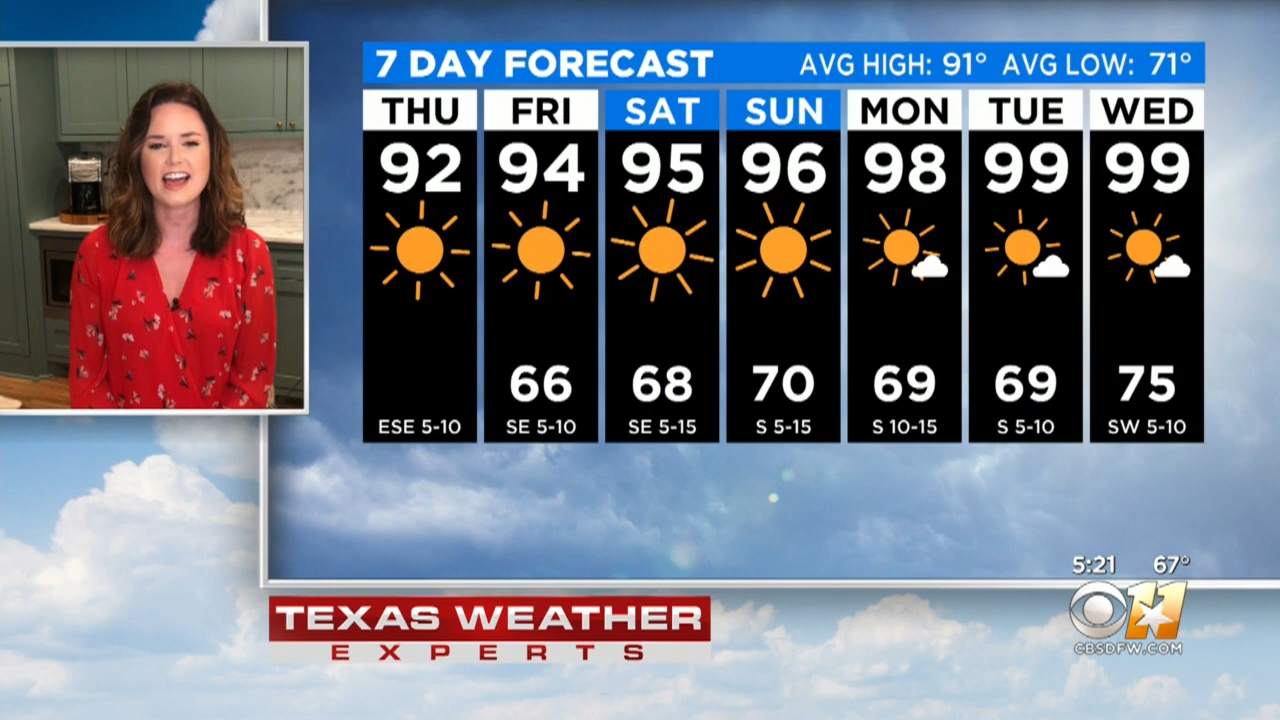 7 DAY FORECAST AVG HIGH: 91° AVG LOW: 71°
THU FRI SAT SUN MON TUE WED
92 94 95 96 98 99 99
66 68 70 69 69 75
ESE 5-10 SE 5-10 SE 5-15 S 5-15 S 10-15 S 5-10 SW 5-10
5:21 67°
11
CBSDFW.COM
TEXAS WEATHER
EXPERTS